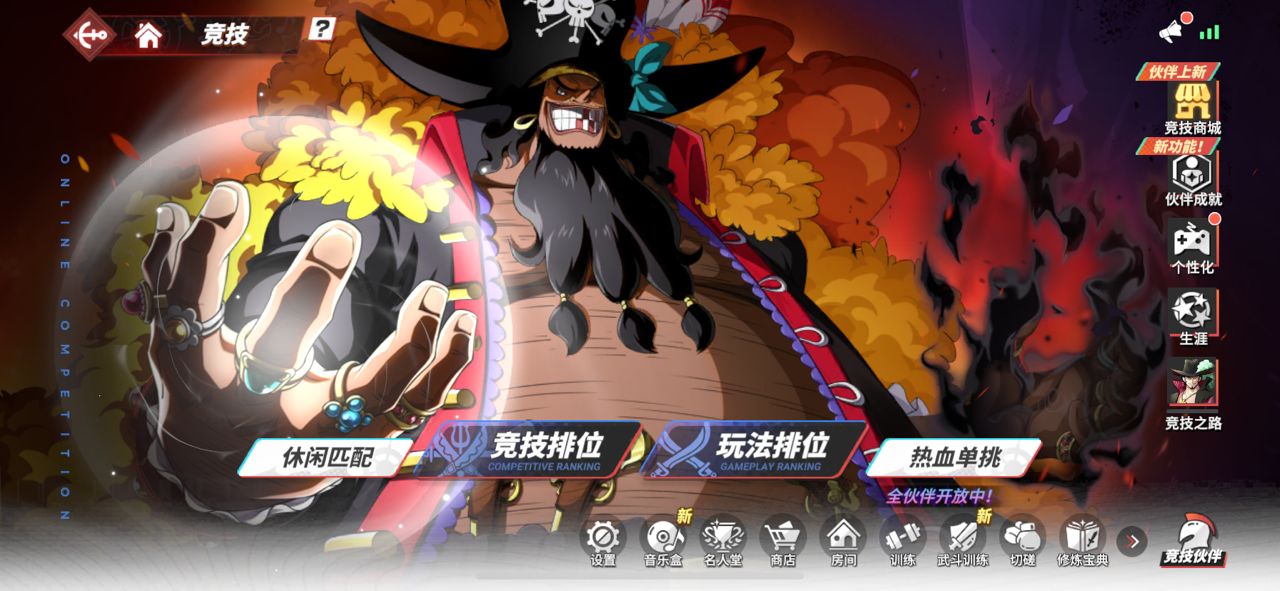 竞技
?
伙伴上新
竞技商城
新功能!
伙伴成就
个性化
生涯
竞技之路
ONLINE COMPETITION
休闲匹配
竞技排位
COMPETITIVE RANKING
玩法排位
GAMEPLAY RANKING
热血单挑
全伙伴开放中!
设置
新
音乐盒
名人堂
商店
房间
训练
新
武斗训练
切磋
修炼宝典
竞技伙伴